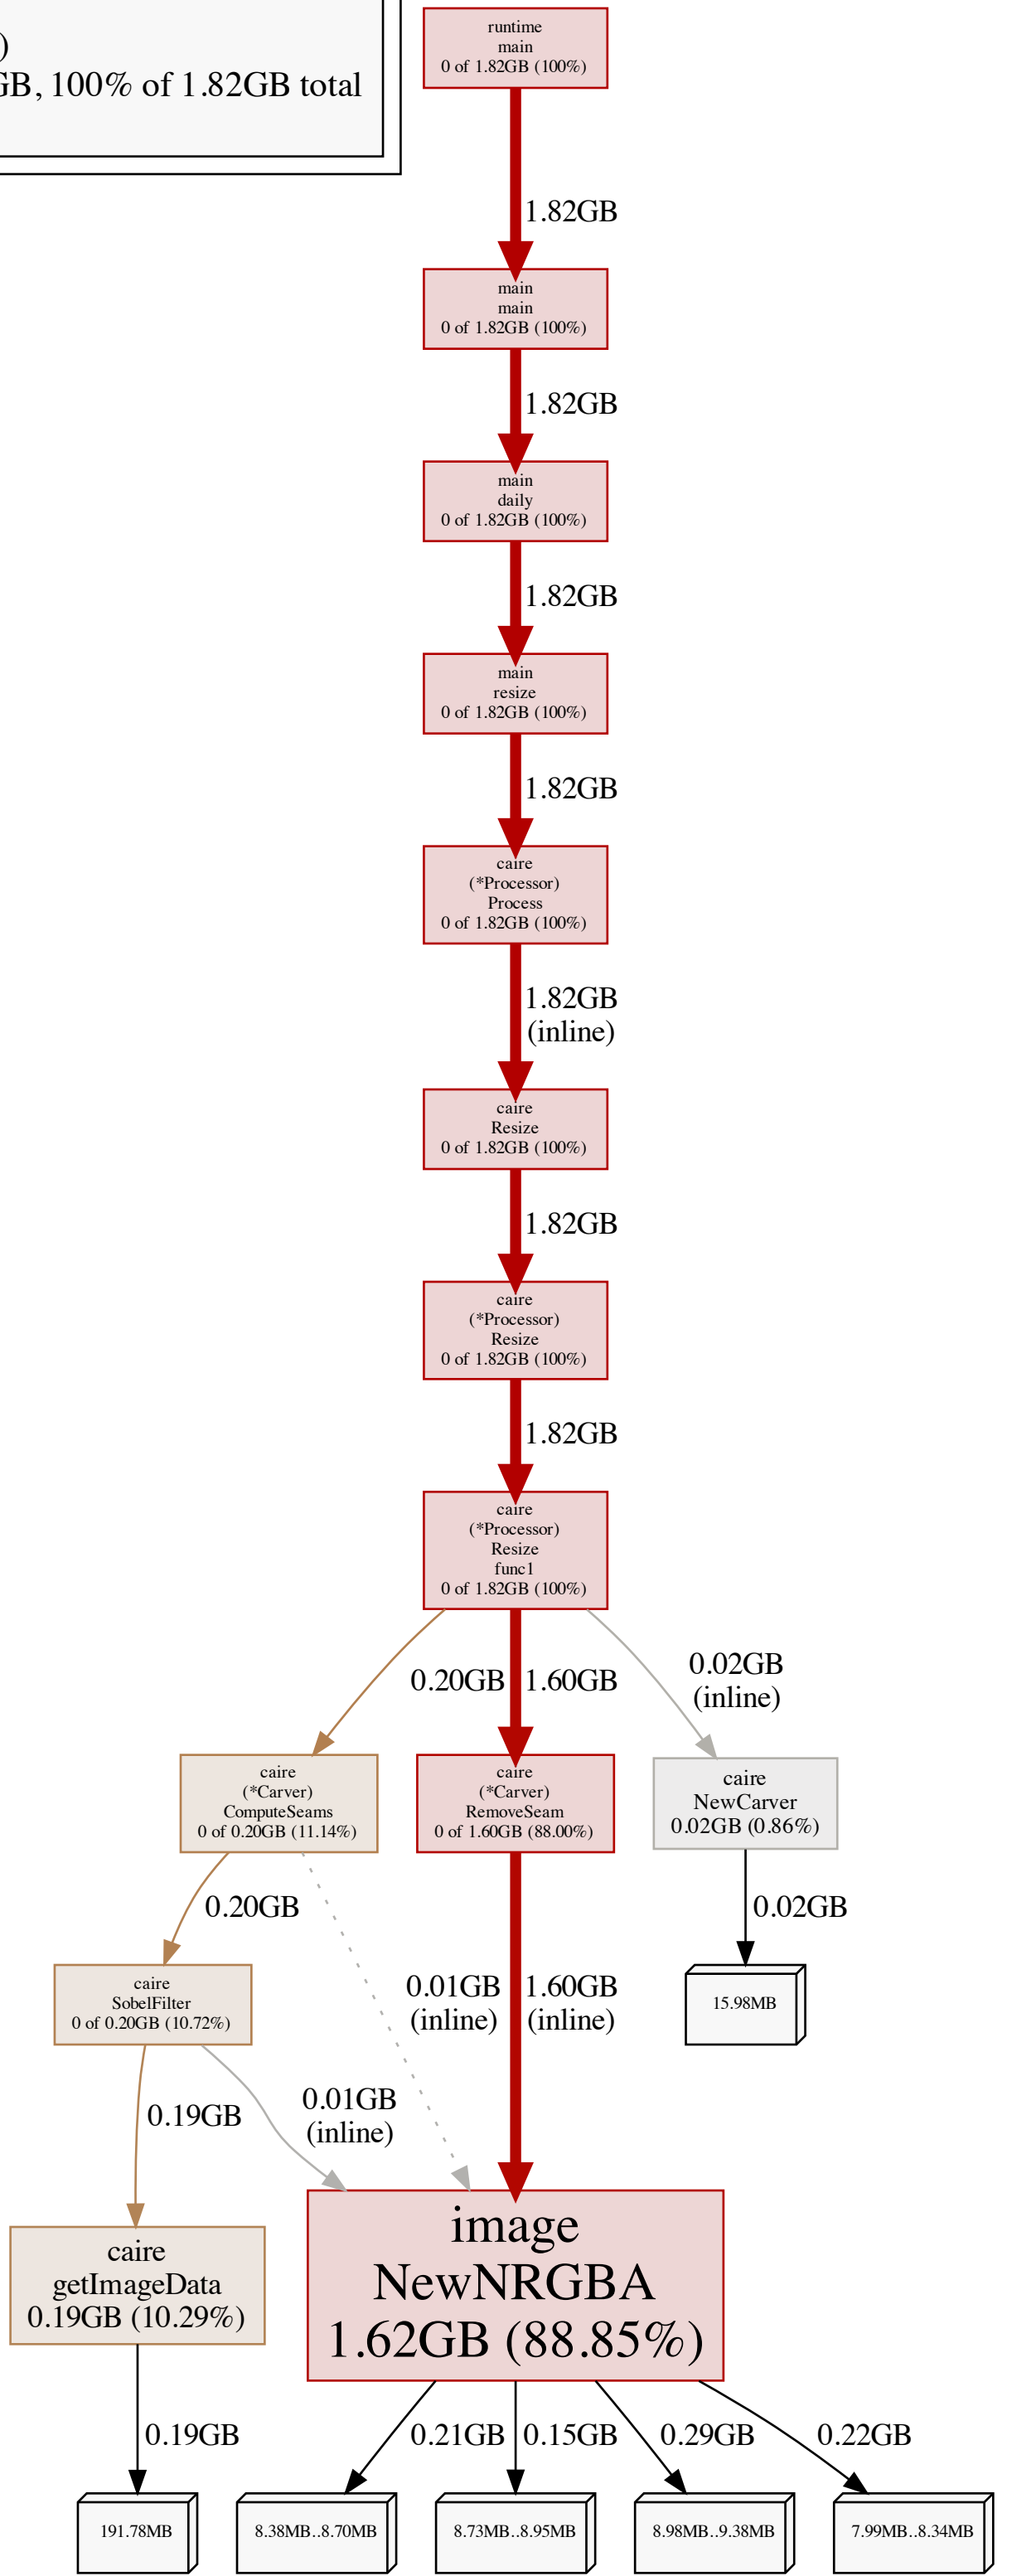 )
GB, 100% of 1.82GB total
runtime
main
0 of 1.82GB (100%)
1.82GB
main
main
0 of 1.82GB (100%)
1.82GB
main
daily
0 of 1.82GB (100%)
1.82GB
main
resize
0 of 1.82GB (100%)
1.82GB
caire
(*Processor)
Process
0 of 1.82GB (100%)
1.82GB
(inline)
caire
Resize
0 of 1.82GB (100%)
1.82GB
caire
(*Processor)
Resize
0 of 1.82GB (100%)
1.82GB
caire
(*Processor)
Resize
func1
0 of 1.82GB (100%)
0.20GB
1.60GB
0.02GB
(inline)
caire
(*Carver)
ComputeSeams
0 of 0.20GB (11.14%)
caire
(*Carver)
RemoveSeam
0 of 1.60GB (88.00%)
caire
NewCarver
0.02GB (0.86%)
0.20GB
0.01GB
(inline)
1.60GB
(inline)
0.02GB
caire
SobelFilter
0 of 0.20GB (10.72%)
15.98MB
0.19GB
0.01GB
(inline)
caire
getImageData
0.19GB (10.29%)
image
NewNRGBA
1.62GB (88.85%)
0.19GB
0.21GB
0.15GB
0.29GB
0.22GB
191.78MB
8.38MB..8.70MB
8.73MB..8.95MB
8.98MB..9.38MB
7.99MB..8.34MB